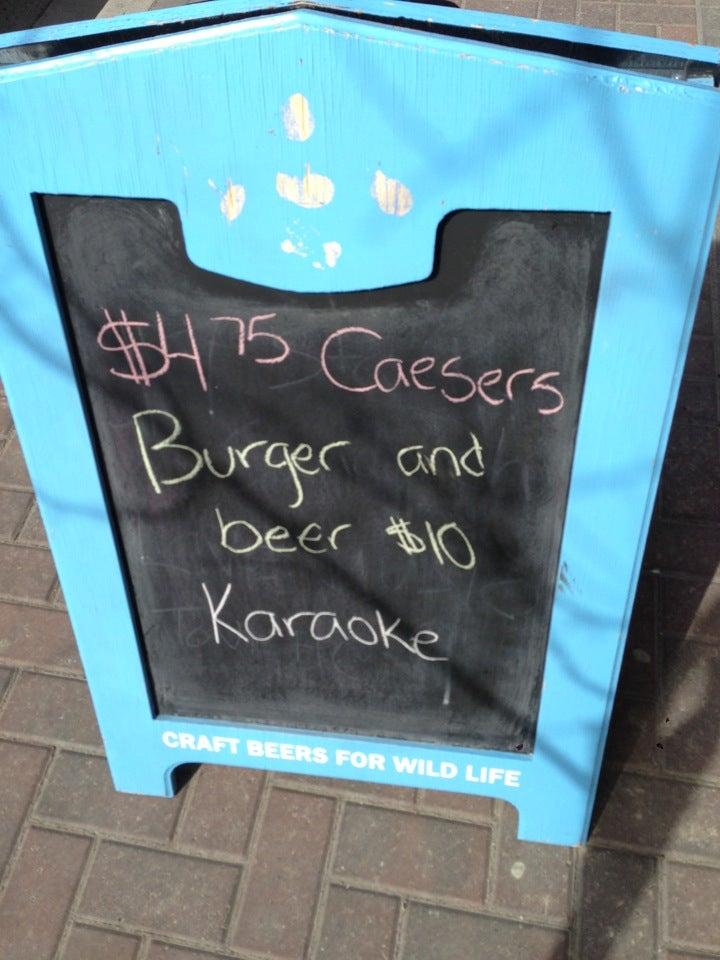 $4.75 Caesers
Burger and
beer $10
Karaoke
CRAFT BEERS FOR WILD LIFE